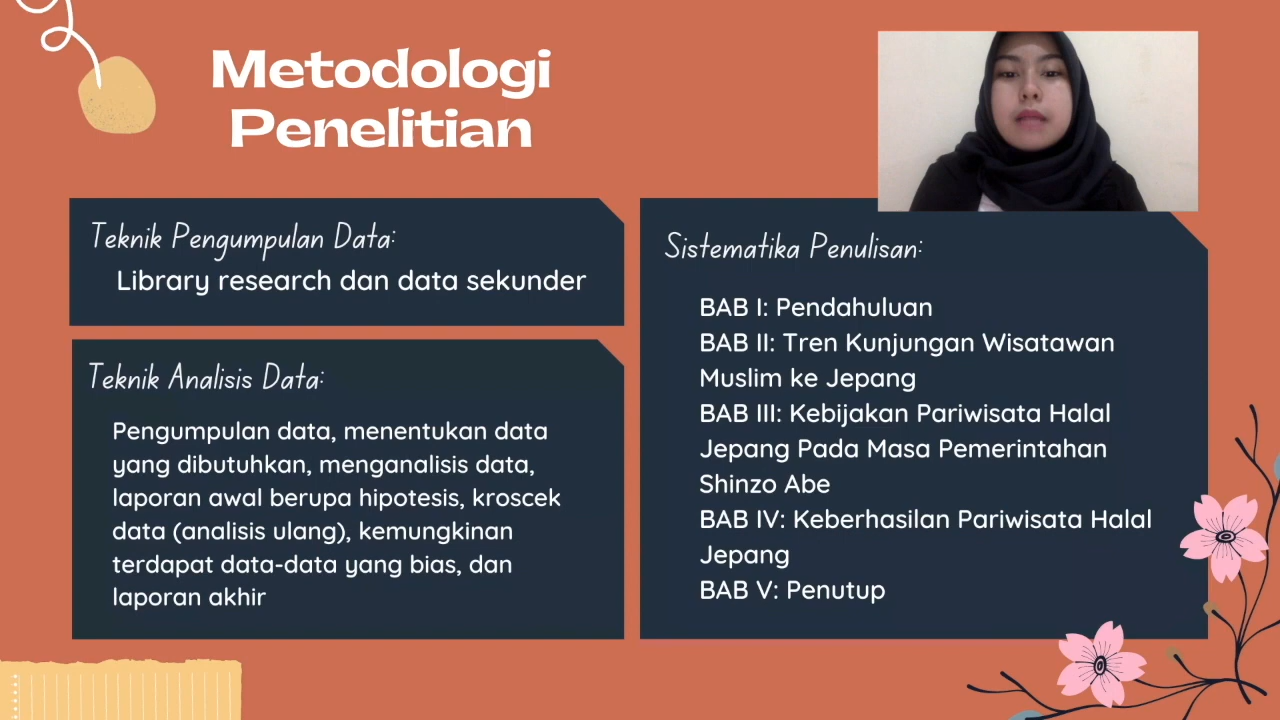 Metodologi
Penelitian
Teknik Pengumpulan Data:
Library research dan data sekunder
Teknik Analisis Data:
Pengumpulan data, menentukan data
yang dibutuhkan, menganalisis data,
laporan awal berupa hipotesis, kroscek
data (analisis ulang), kemungkinan
terdapat data-data yang bias, dan
laporan akhir
Sistematika Penulisan:
BAB I: Pendahuluan
BAB II: Tren Kunjungan Wisatawan
Muslim ke Jepang
BAB III: Kebijakan Pariwisata Halal
Jepang Pada Masa Pemerintahan
Shinzo Abe
BAB IV: Keberhasilan Pariwisata Halal
Jepang
BAB V: Penutup